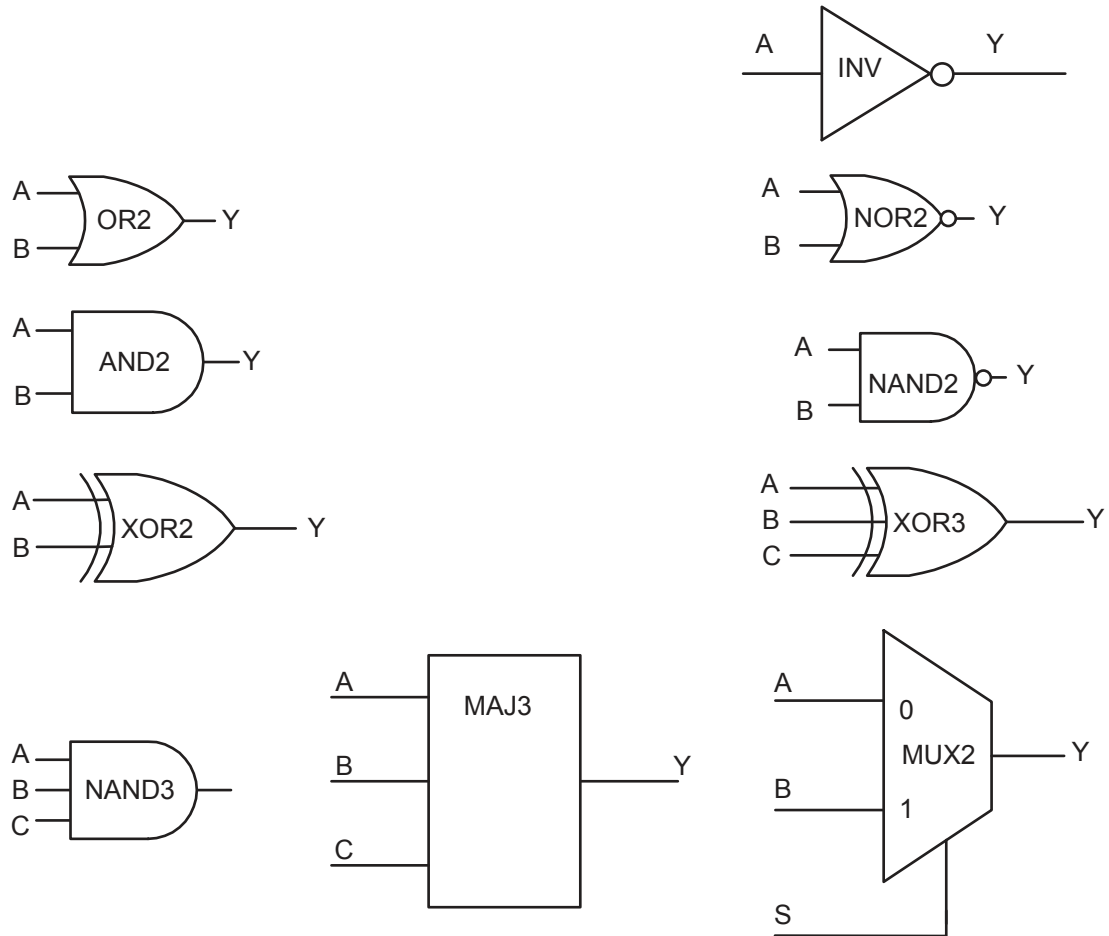 A INV Y
A OR2 Y
B
A NOR2 Y
B
A AND2 Y
B
A NAND2 Y
B
A XOR2 Y
B
A
B XOR3 Y
C
A
B NAND3
C
A MAJ3
B Y
C
A 0
MUX2 Y
B 1
S